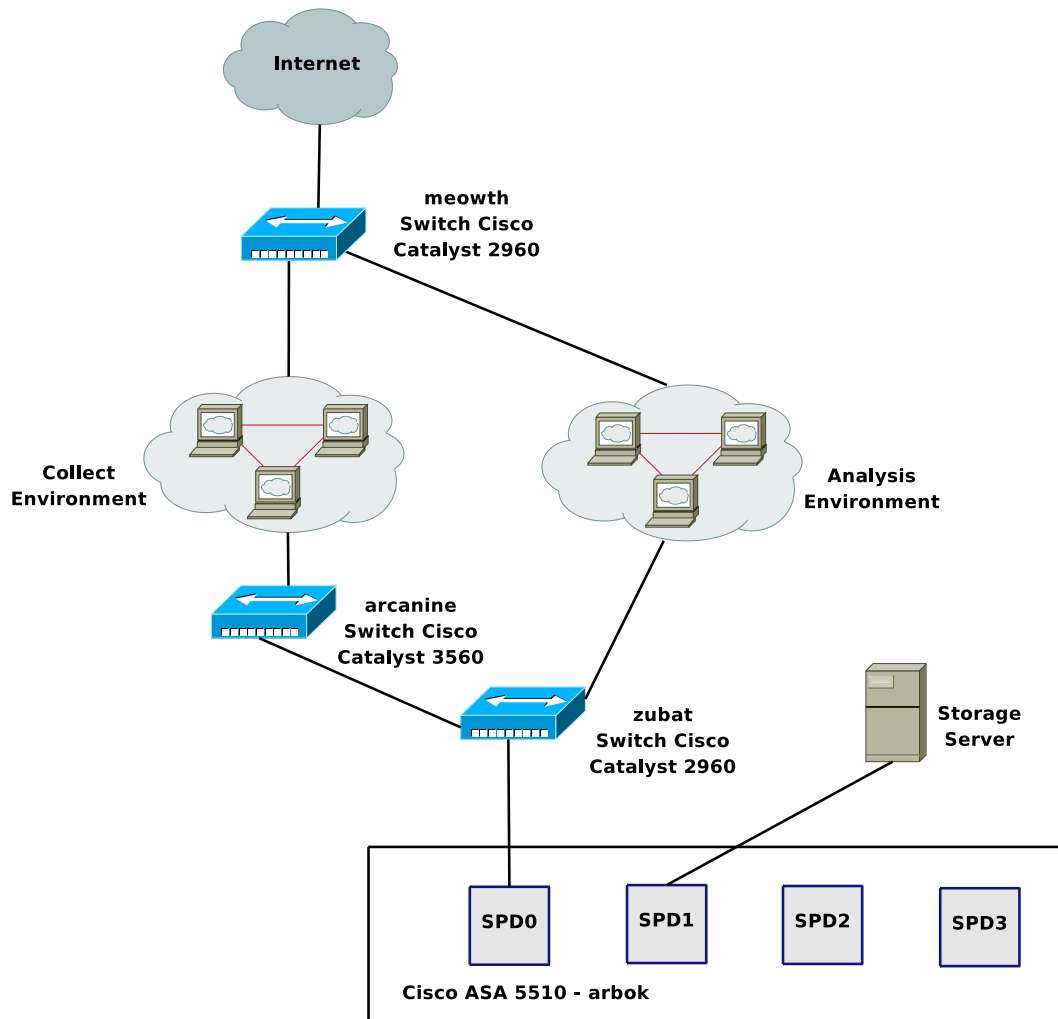 Internet
meowth
Switch Cisco
Catalyst 2960
Collect
Environment
Analysis
Environment
arcanine
Switch Cisco
Catalyst 3560
zubat
Switch Cisco
Catalyst 2960
Storage
Server
SPD0
SPD1
SPD2
SPD3
Cisco ASA 5510 - arbok